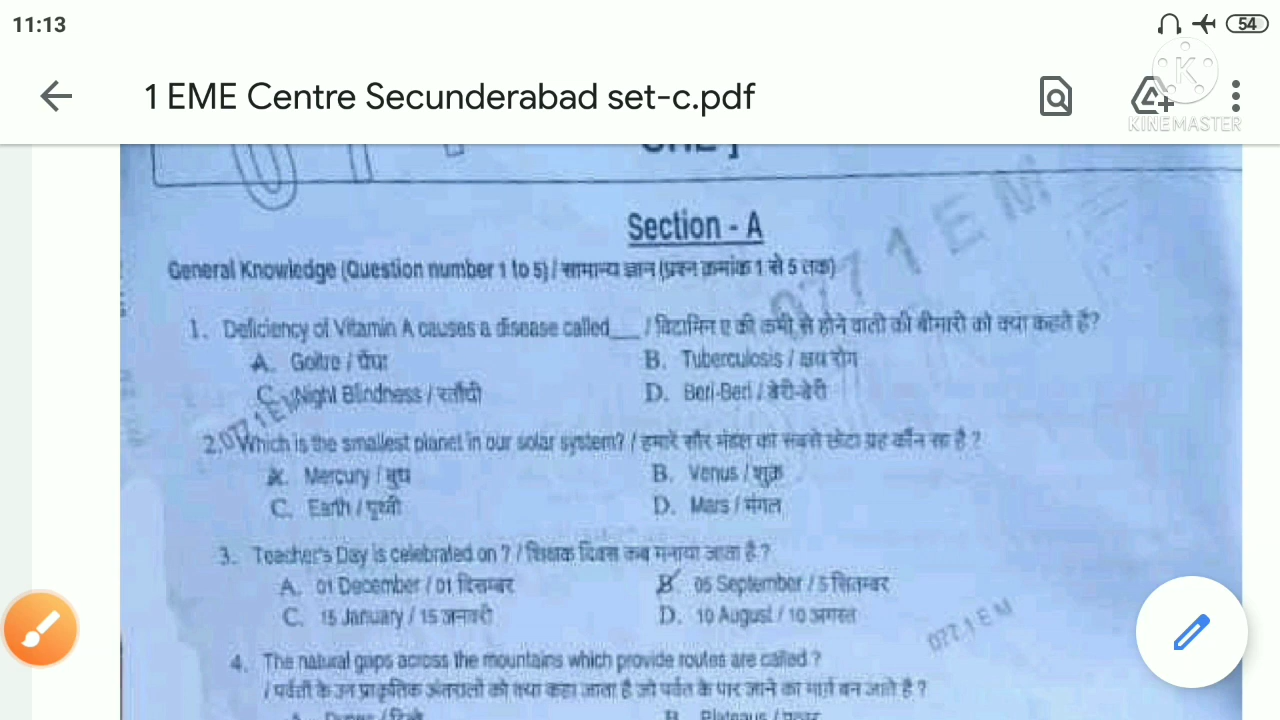 11:13
54
1 EME Centre Secunderabad set-c.pdf
KINEMASTER
Section - A
General Knowledge (Question number 1 to 5) / सामान्य ज्ञान (प्रश्न क्रमांक 1 से 5 तक)
1. Deficiency of Vitamin A causes a disease called___ / विटामिन ए की कमी से होने वाली की बीमारी को क्या कहते हैं?
A. Goitre / घेंघा B. Tuberculosis / क्षय रोग
C. Night Blindness / रतौंधी D. Beri-Beri / बेरी-बेरी
2. Which is the smallest planet in our solar system? / हमारे सौर मंडल का सबसे छोटा ग्रह कौन सा है ?
A. Mercury / बुध B. Venus / शुक्र
C. Earth / पृथ्वी D. Mars / मंगल
3. Teacher's Day is celebrated on ? / शिक्षक दिवस कब मनाया जाता है.?
A. 01 December / 01 दिसम्बर B. 05 September / 5 सितम्बर
C. 15 January / 15 जनवरी D. 10 August / 10 अगस्त
077 1 EM
4. The natural gaps across the mountains which provide routes are called ?
/ पर्वतों के उन प्राकृतिक अंतरालों को क्या कहा जाता है जो पर्वत के पार जाने का मार्ग बन जाते है ?
B. Plateaus / पठार